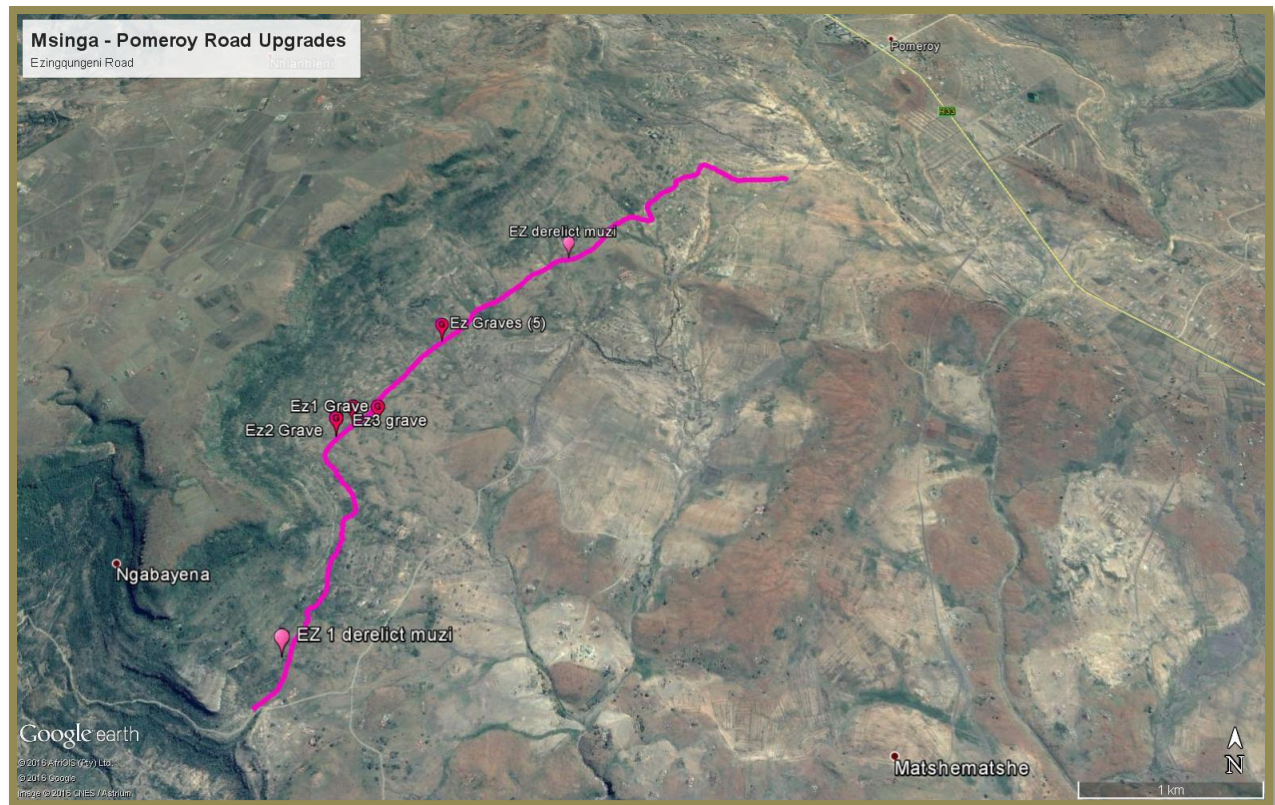 Msinga - Pomeroy Road Upgrades
Ezingqungeni Road
Pomeroy
R33
EZ derelict muzi
Ez Graves (5)
Ez1 Grave
Ez3 grave
Ez2 Grave
Ngabayena
EZ 1 derelict muzi
Matshematshe
Google earth
© 2016 AfriGIS (Pty) Ltd.
© 2016 Google
Image © 2016 CNES / Astrium
N
1 km